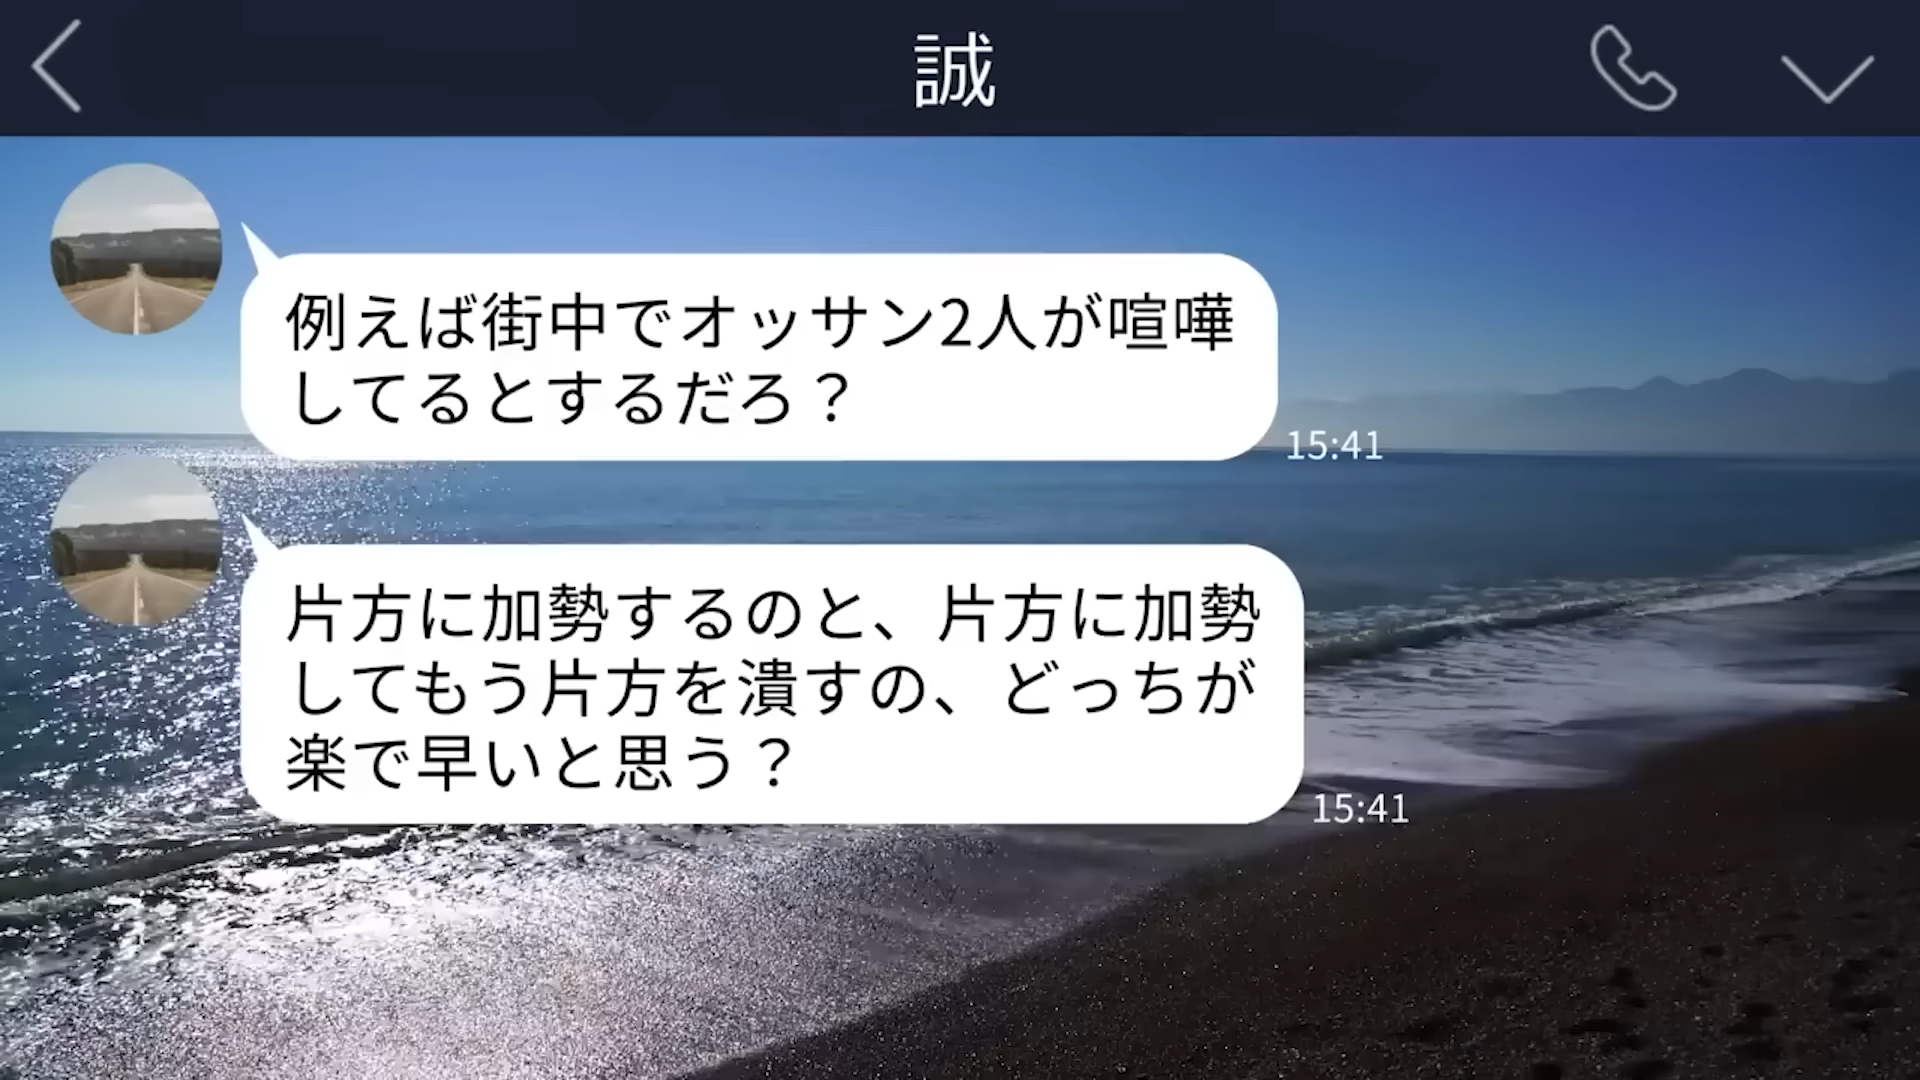 誠
例えば街中でオッサン2人が喧嘩
してるとするだろ？
15:41
片方に加勢するのと、片方に加勢
してもう片方を潰すの、どっちが
楽で早いと思う？
15:41